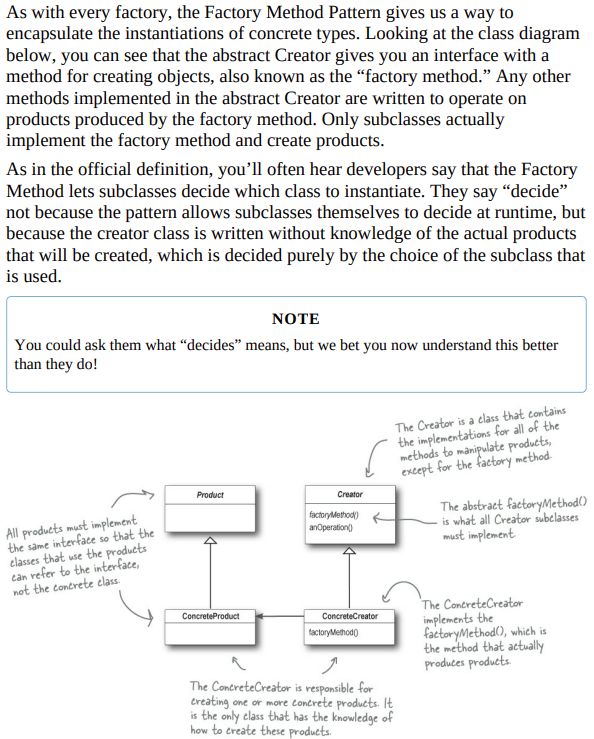 As with every factory, the Factory Method Pattern gives us a way to
encapsulate the instantiations of concrete types. Looking at the class diagram
below, you can see that the abstract Creator gives you an interface with a
method for creating objects, also known as the “factory method.” Any other
methods implemented in the abstract Creator are written to operate on
products produced by the factory method. Only subclasses actually
implement the factory method and create products.
As in the official definition, you’ll often hear developers say that the Factory
Method lets subclasses decide which class to instantiate. They say “decide”
not because the pattern allows subclasses themselves to decide at runtime, but
because the creator class is written without knowledge of the actual products
that will be created, which is decided purely by the choice of the subclass that
is used.
NOTE
You could ask them what “decides” means, but we bet you now understand this better
than they do!
The Creator is a class that contains
the implementations for all of the
methods to manipulate products,
except for the factory method.
Product
Creator
factoryMethod()
anOperation()
The abstract factoryMethod()
is what all Creator subclasses
must implement.
All products must implement
the same interface so that the
classes that use the products
can refer to the interface,
not the concrete class.
ConcreteProduct
ConcreteCreator
factoryMethod()
The ConcreteCreator
implements the
factoryMethod(), which is
the method that actually
produces products.
The ConcreteCreator is responsible for
creating one or more concrete products. It
is the only class that has the knowledge of
how to create these products.